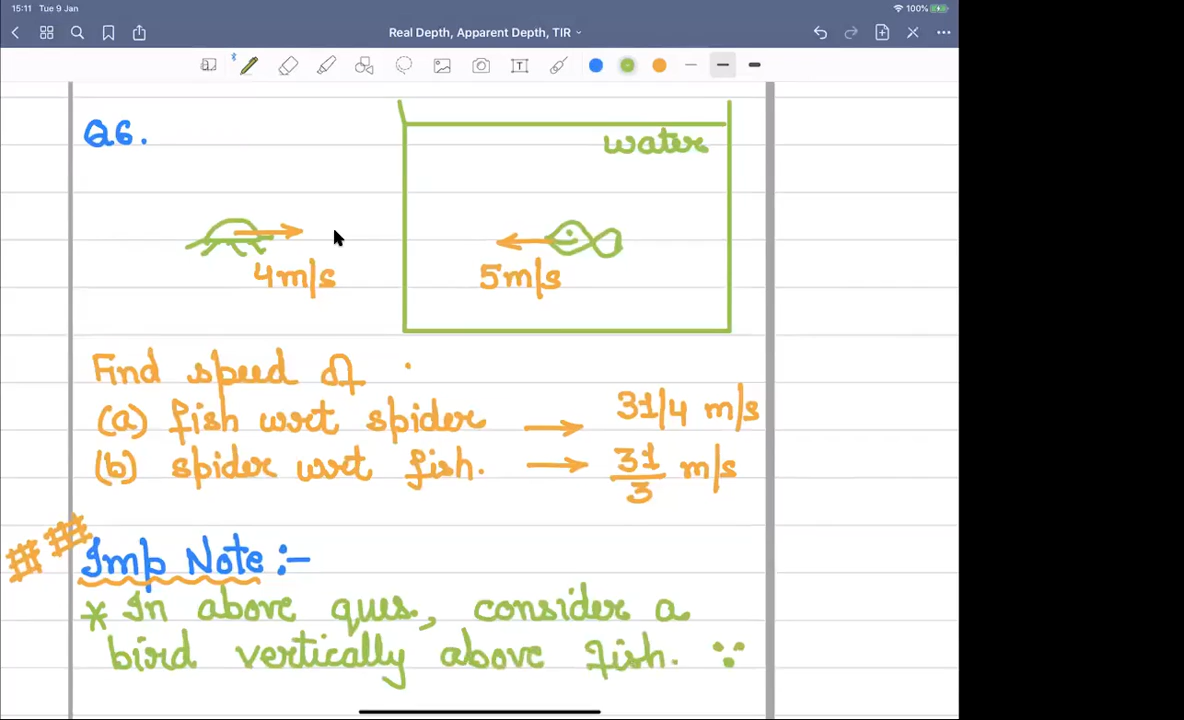 15:11 Tue 9 Jan
100%
Real Depth, Apparent Depth, TIR
Q6.
water
4m/s
5m/s
Find speed of
(a) fish wrt spider → 31/4 m/s
(b) spider wrt fish. → 31/3 m/s
Imp Note :-
* In above ques., consider a
bird vertically above fish. ∵